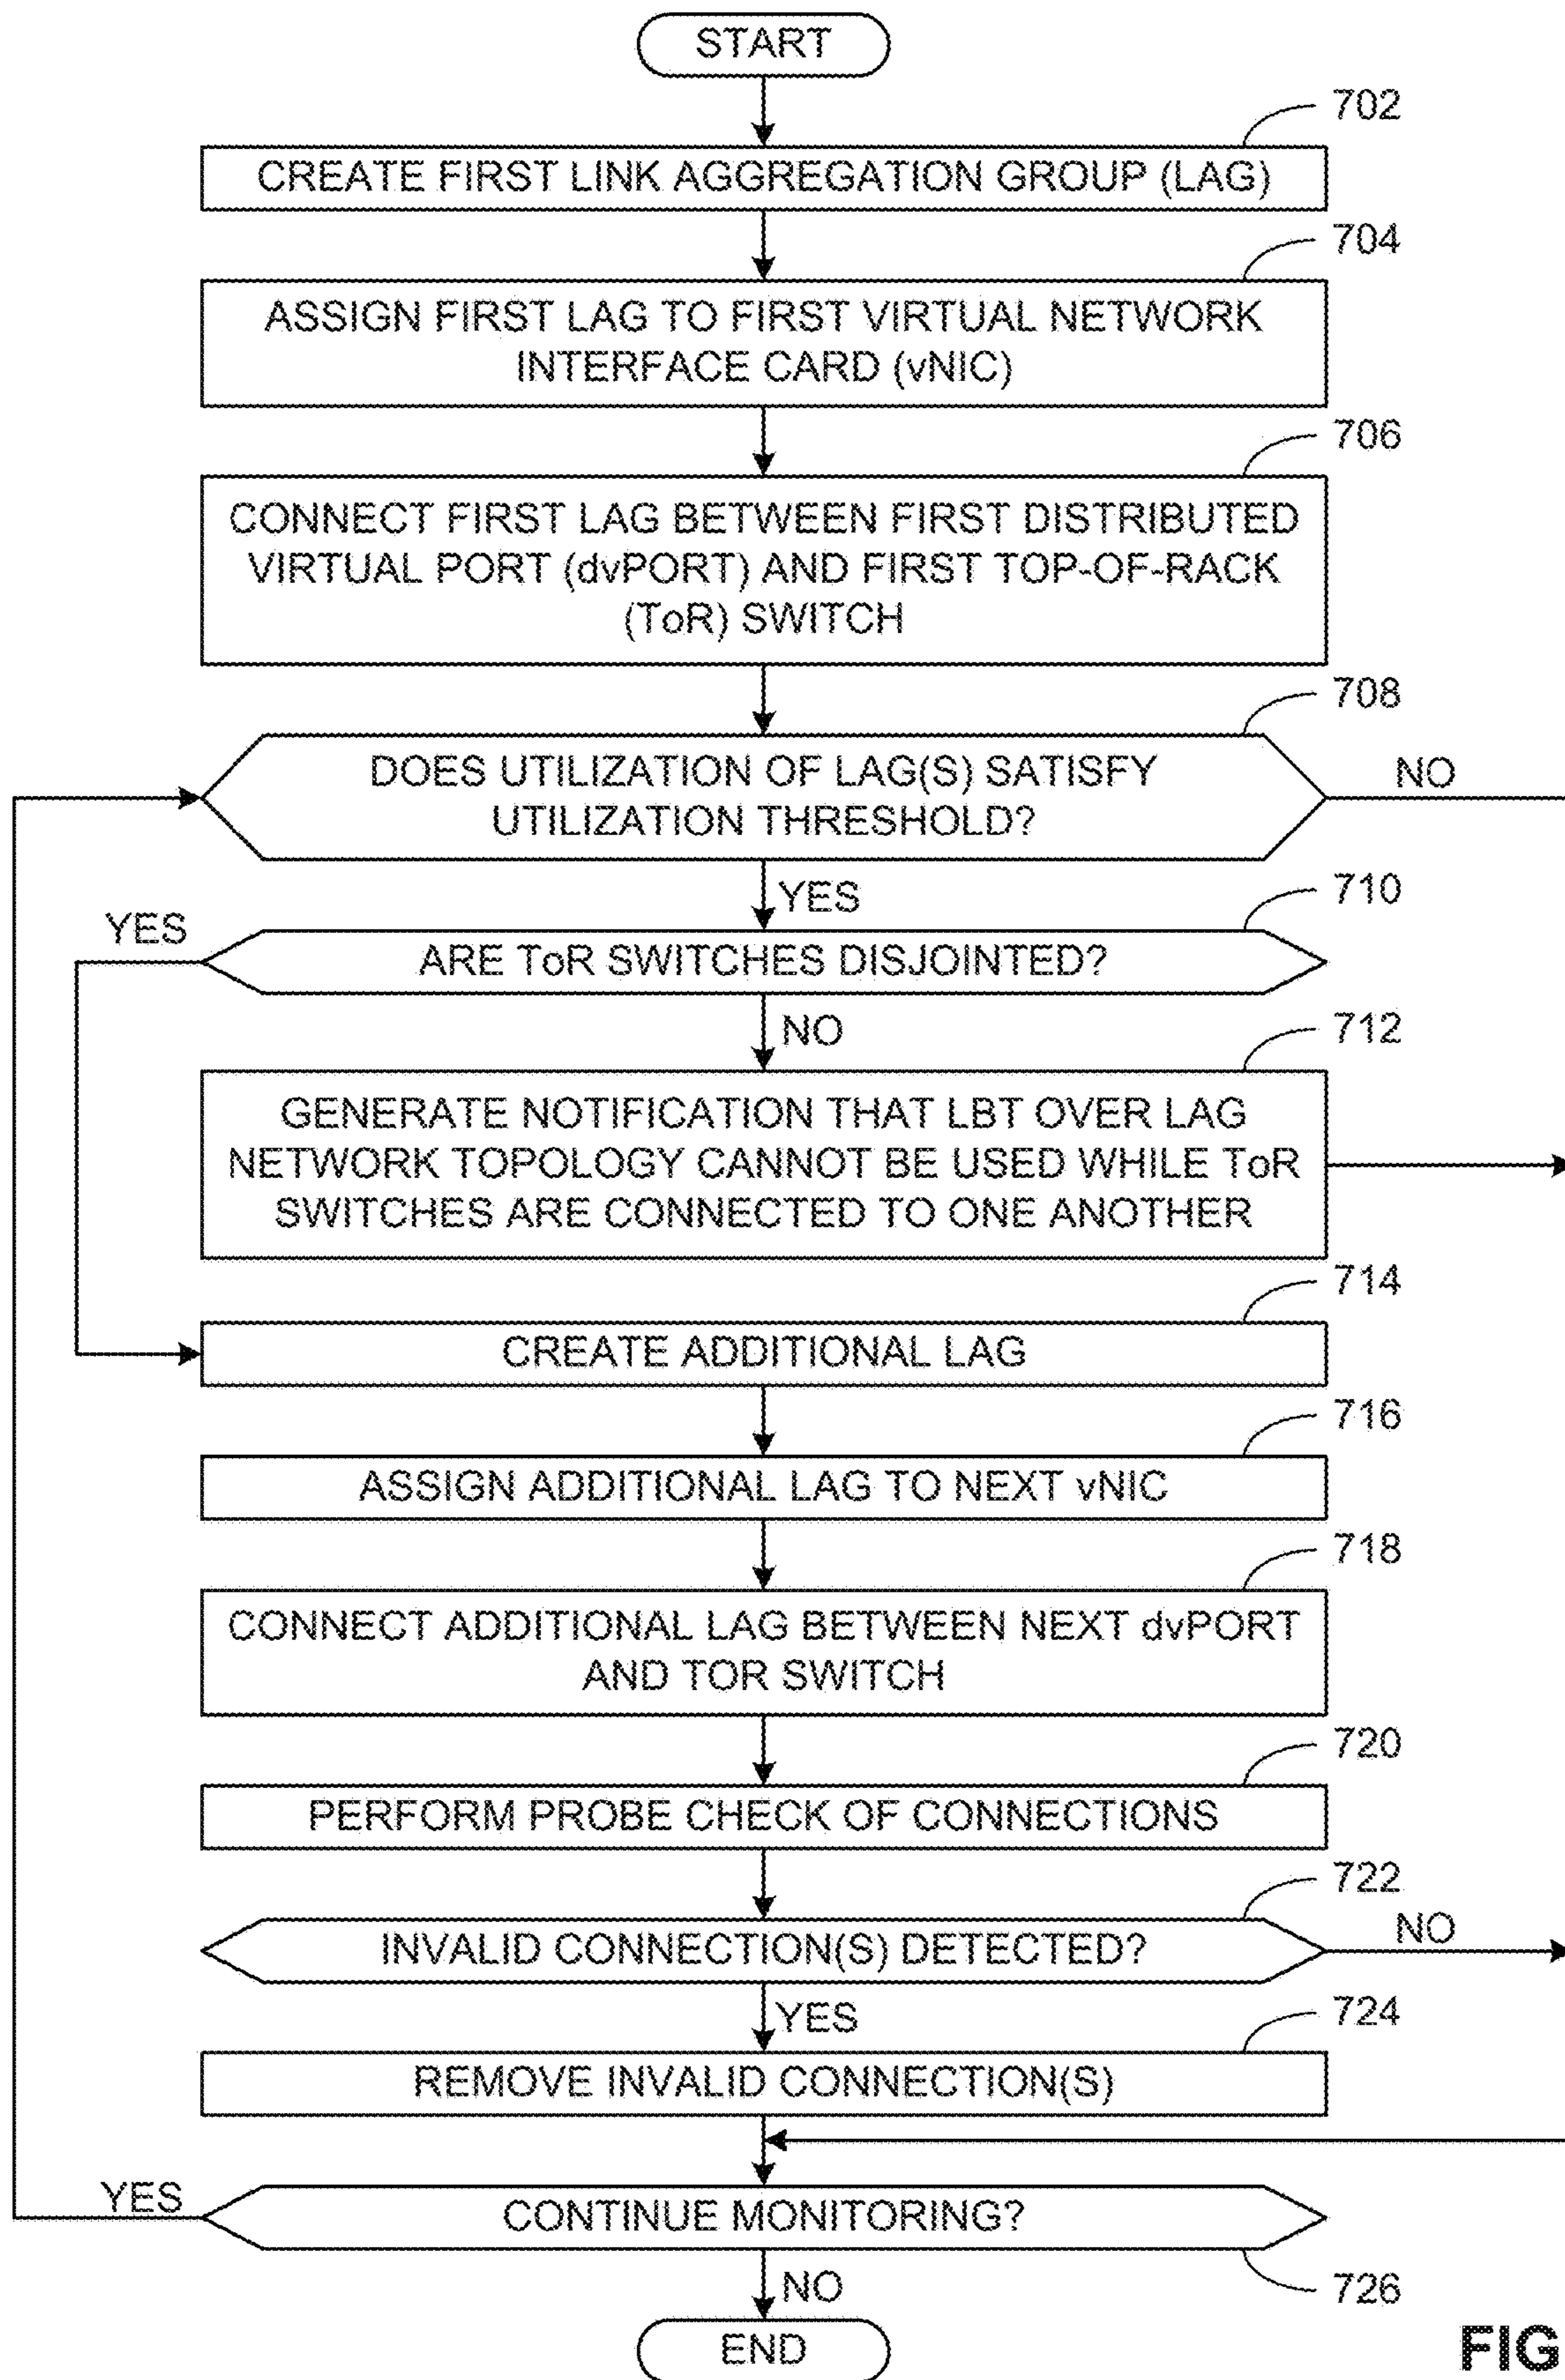 START
702
CREATE FIRST LINK AGGREGATION GROUP (LAG)
704
ASSIGN FIRST LAG TO FIRST VIRTUAL NETWORK
INTERFACE CARD (vNIC)
706
CONNECT FIRST LAG BETWEEN FIRST DISTRIBUTED
VIRTUAL PORT (dvPORT) AND FIRST TOP-OF-RACK
(ToR) SWITCH
708
DOES UTILIZATION OF LAG(S) SATISFY
UTILIZATION THRESHOLD?
NO
YES
710
YES
ARE ToR SWITCHES DISJOINTED?
NO
712
GENERATE NOTIFICATION THAT LBT OVER LAG
NETWORK TOPOLOGY CANNOT BE USED WHILE ToR
SWITCHES ARE CONNECTED TO ONE ANOTHER
714
CREATE ADDITIONAL LAG
716
ASSIGN ADDITIONAL LAG TO NEXT vNIC
718
CONNECT ADDITIONAL LAG BETWEEN NEXT dvPORT
AND TOR SWITCH
720
PERFORM PROBE CHECK OF CONNECTIONS
722
INVALID CONNECTION(S) DETECTED?
NO
YES
724
REMOVE INVALID CONNECTION(S)
YES
CONTINUE MONITORING?
NO
726
END
FIG